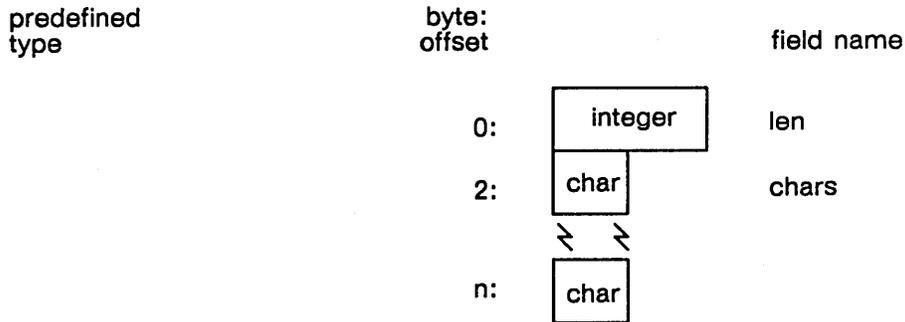 predefined
type
byte:
offset
field name
0:
integer
len
2:
char
chars
n:
char